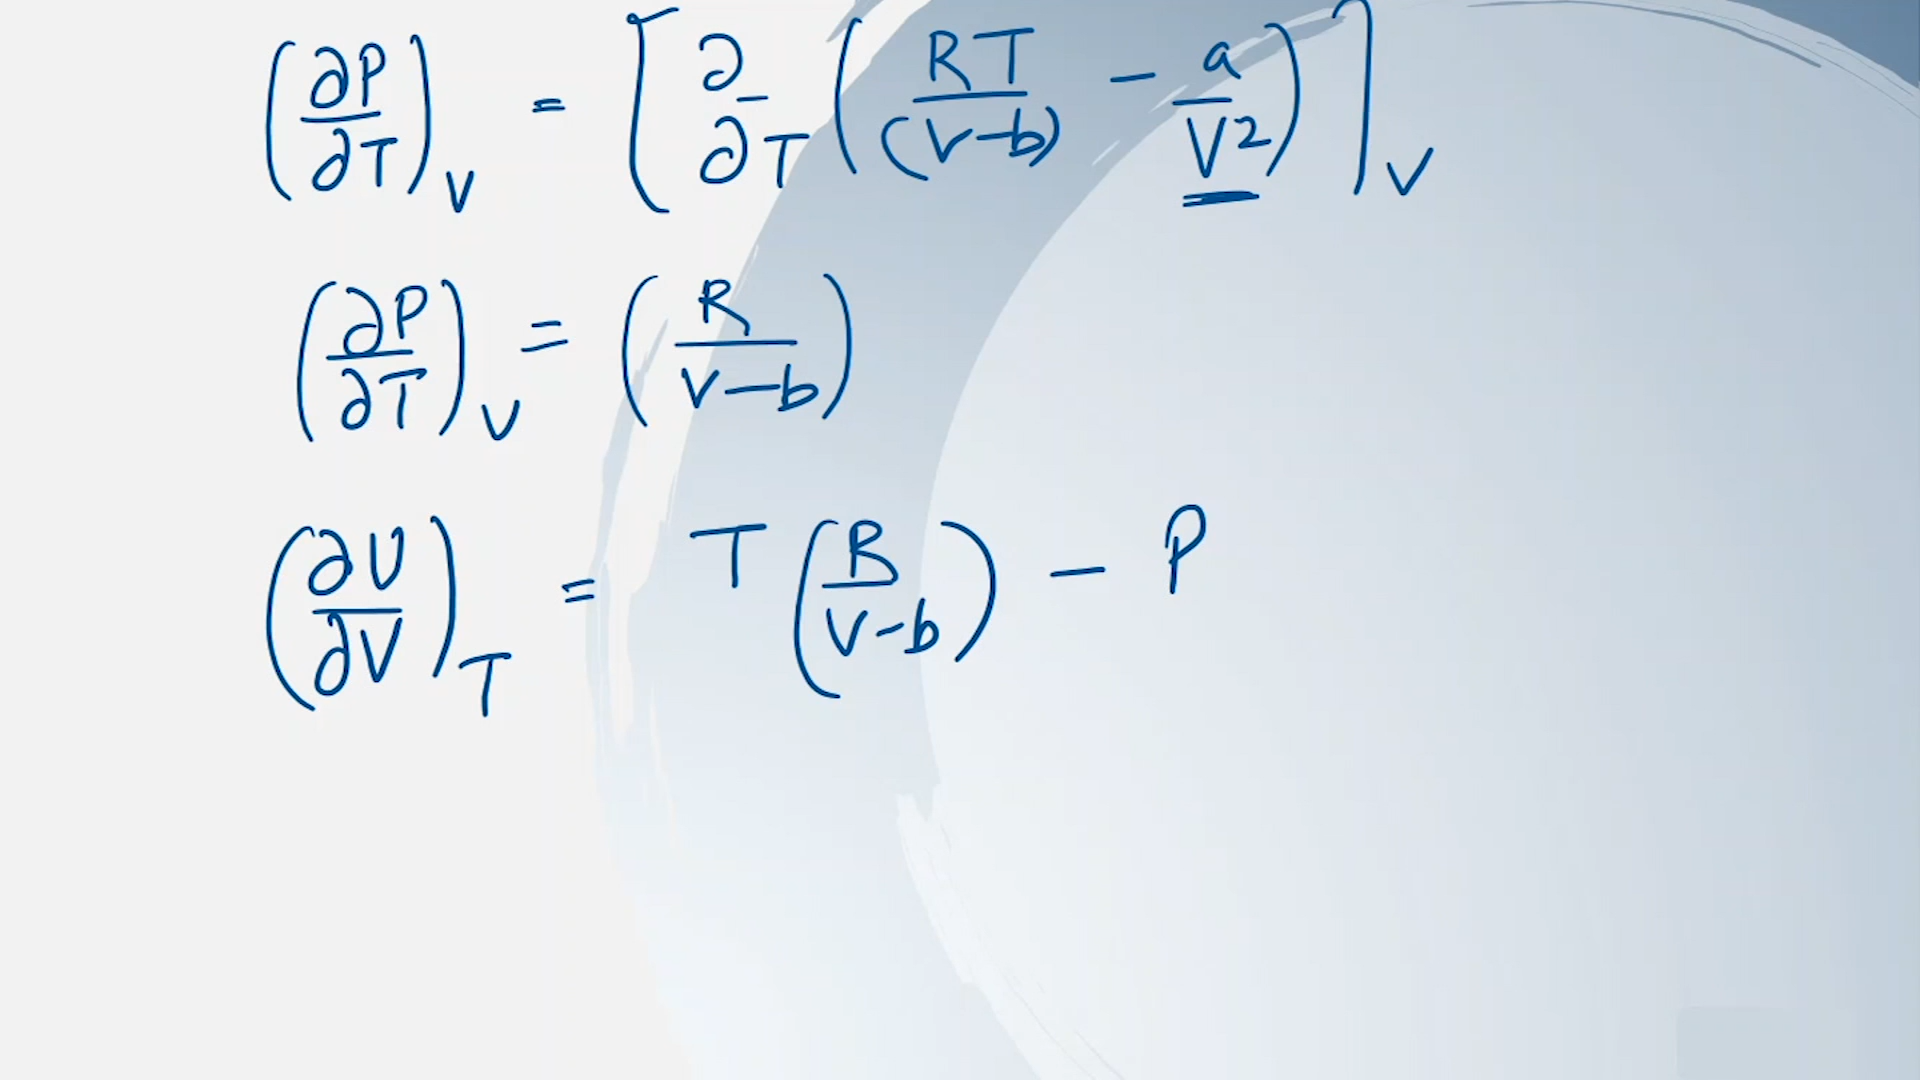 (∂P/∂T)_V = [∂/∂T (RT/(V-b) - a/V²)]_V
(∂P/∂T)_V = (R/V-b)
(∂U/∂V)_T = T (R/V-b) - P